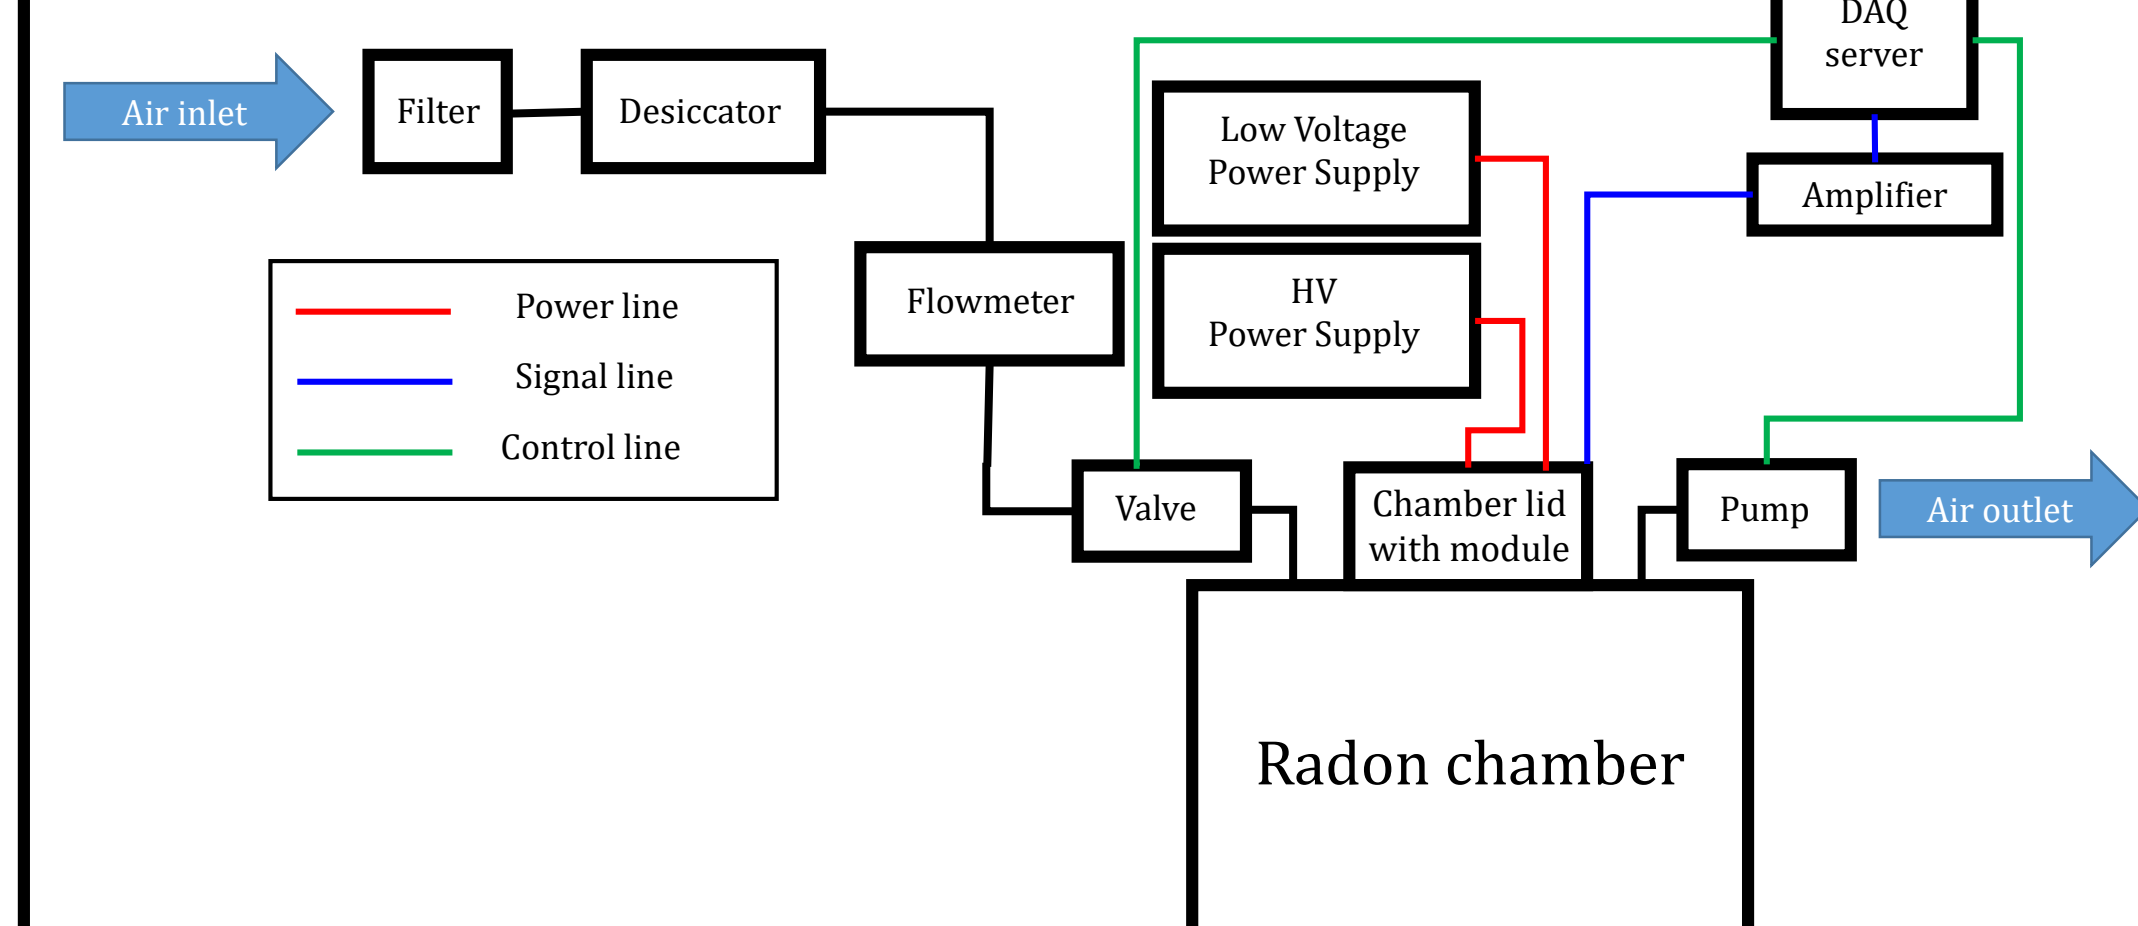 DAQ
server
Air inlet
Filter
Desiccator
Low Voltage
Power Supply
Amplifier
Flowmeter
HV
Power Supply
Power line
Signal line
Control line
Valve
Chamber lid
with module
Pump
Air outlet
Radon chamber